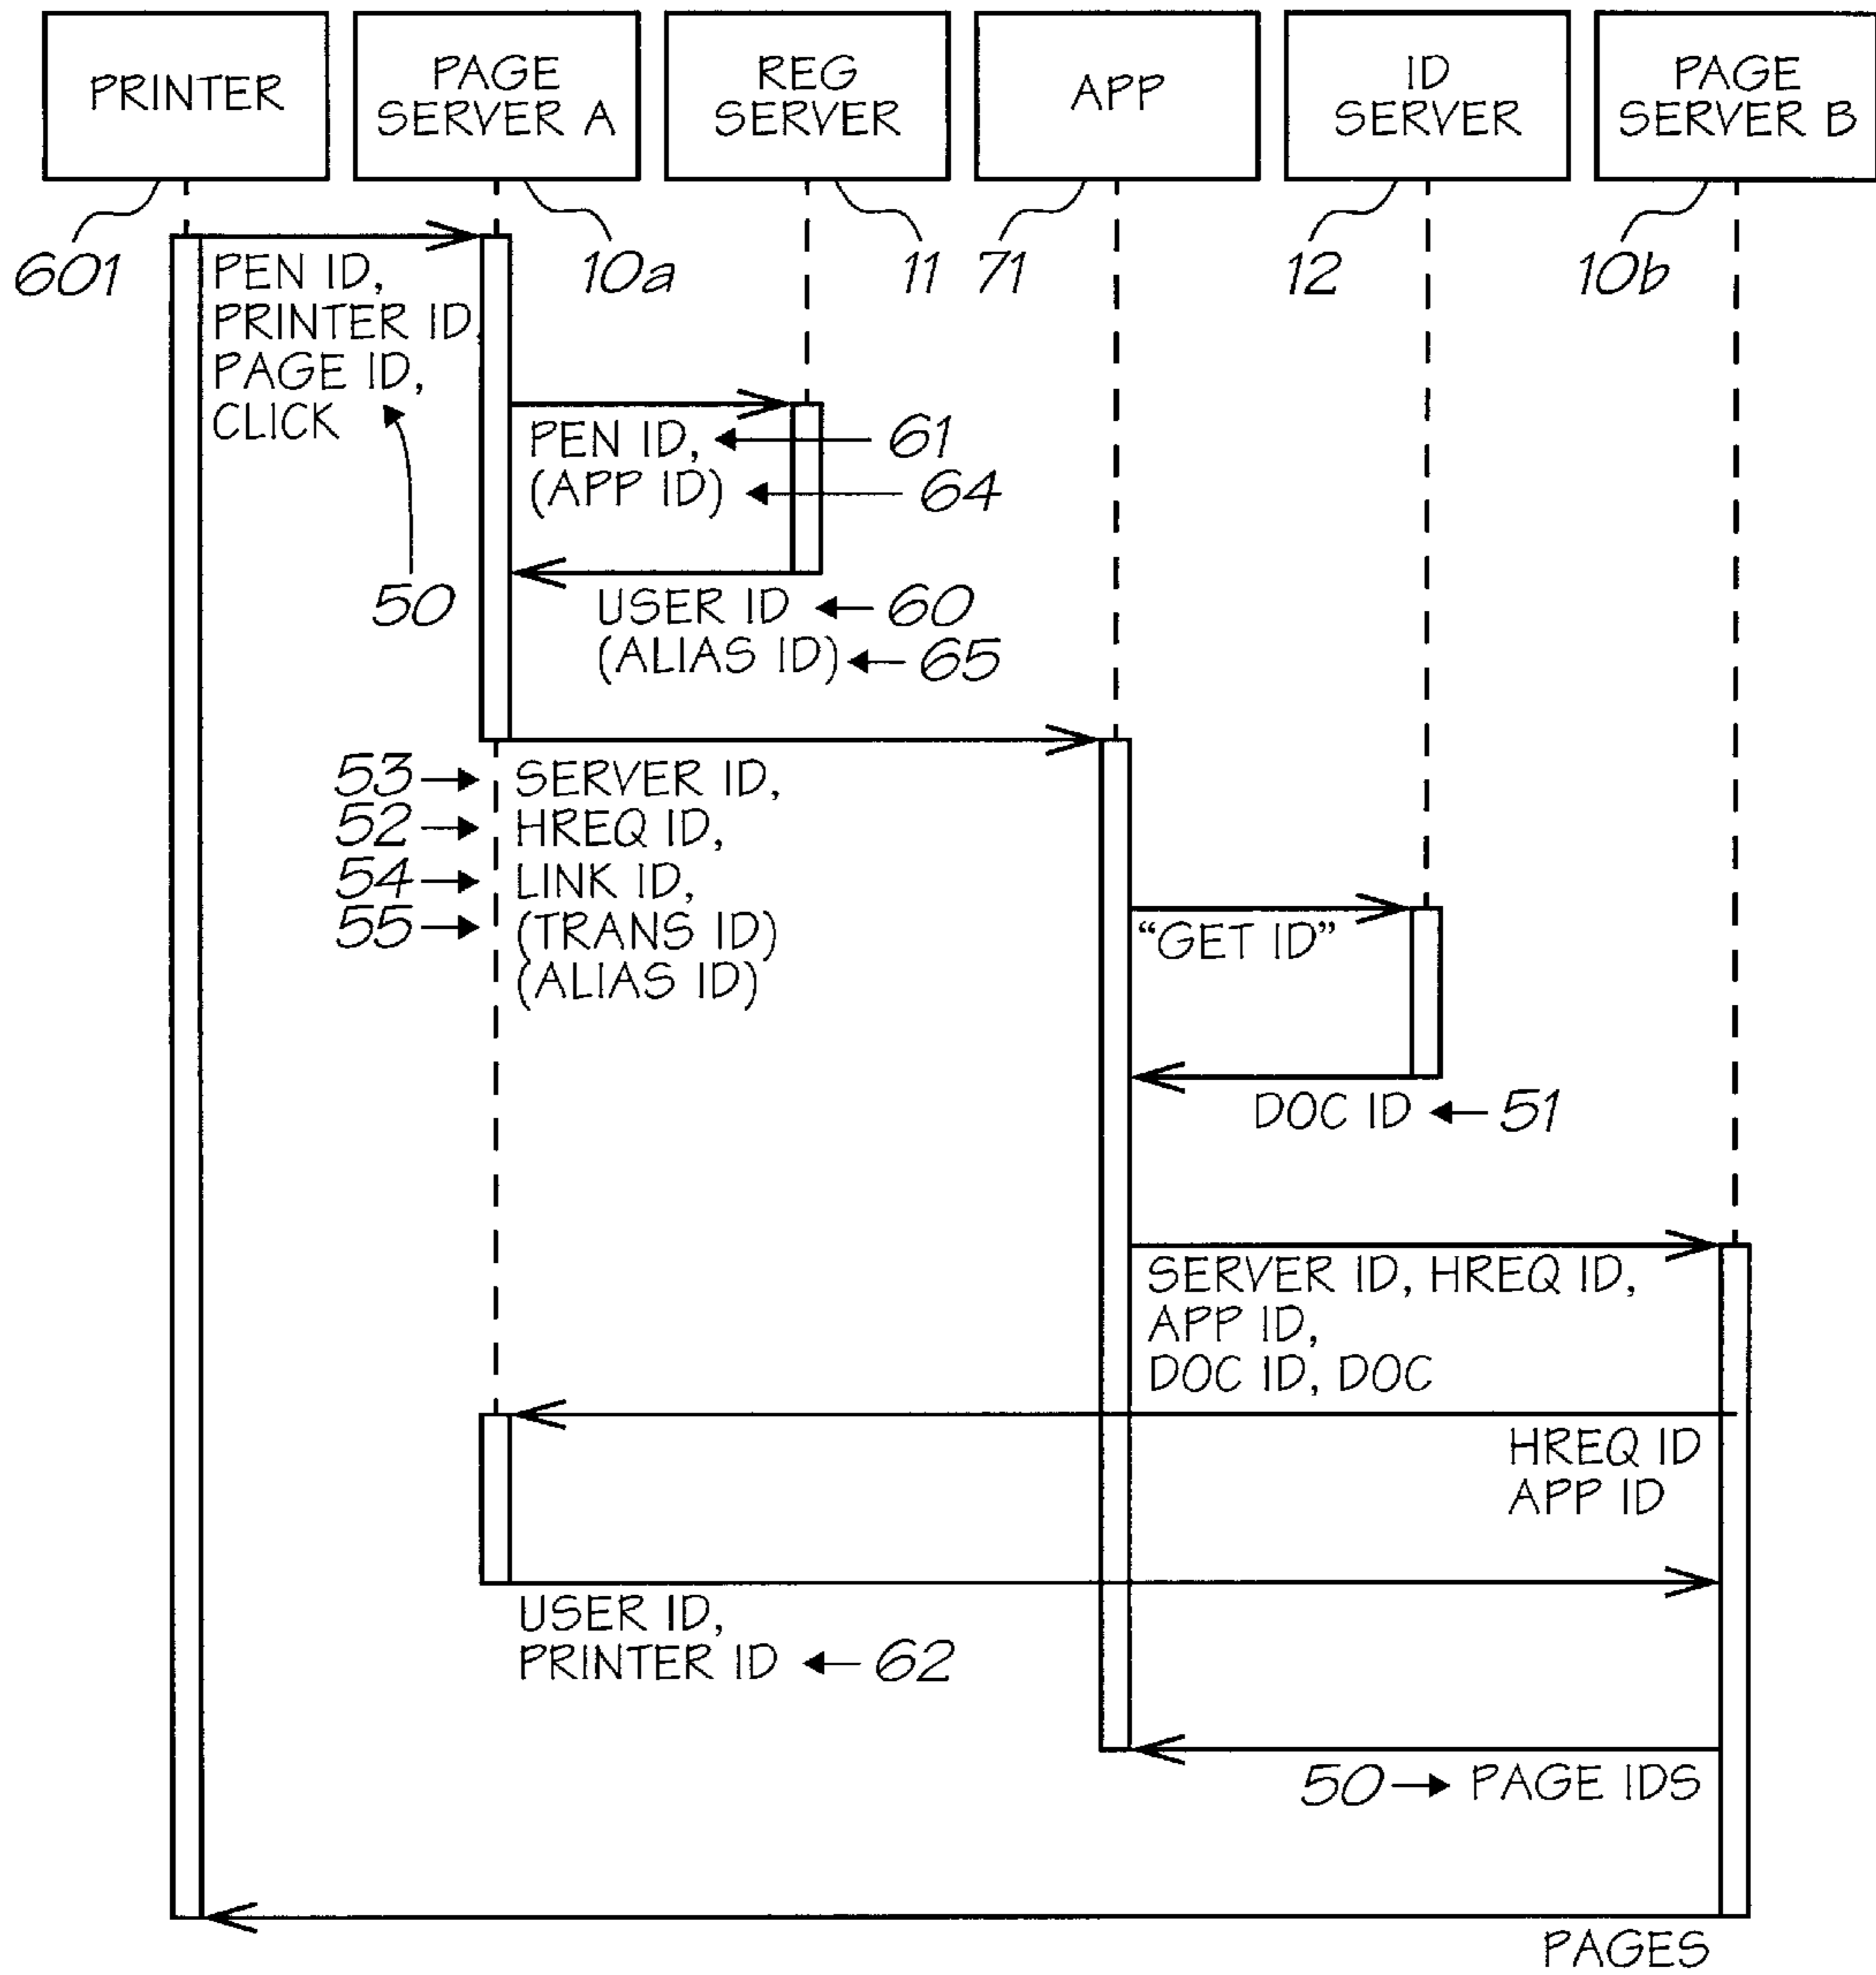 PRINTER
PAGE
SERVER A
REG
SERVER
APP
ID
SERVER
PAGE
SERVER B
601
10a
11
71
12
10b
PEN ID,
PRINTER ID,
PAGE ID,
CLICK
50
PEN ID,
61
(APP ID)
64
USER ID
60
(ALIAS ID)
65
53
SERVER ID,
52
HREQ ID,
54
LINK ID,
55
(TRANS ID)
(ALIAS ID)
“GET ID”
DOC ID
51
SERVER ID, HREQ ID,
APP ID,
DOC ID, DOC
HREQ ID
APP ID
USER ID,
PRINTER ID
62
50
PAGE IDS
PAGES